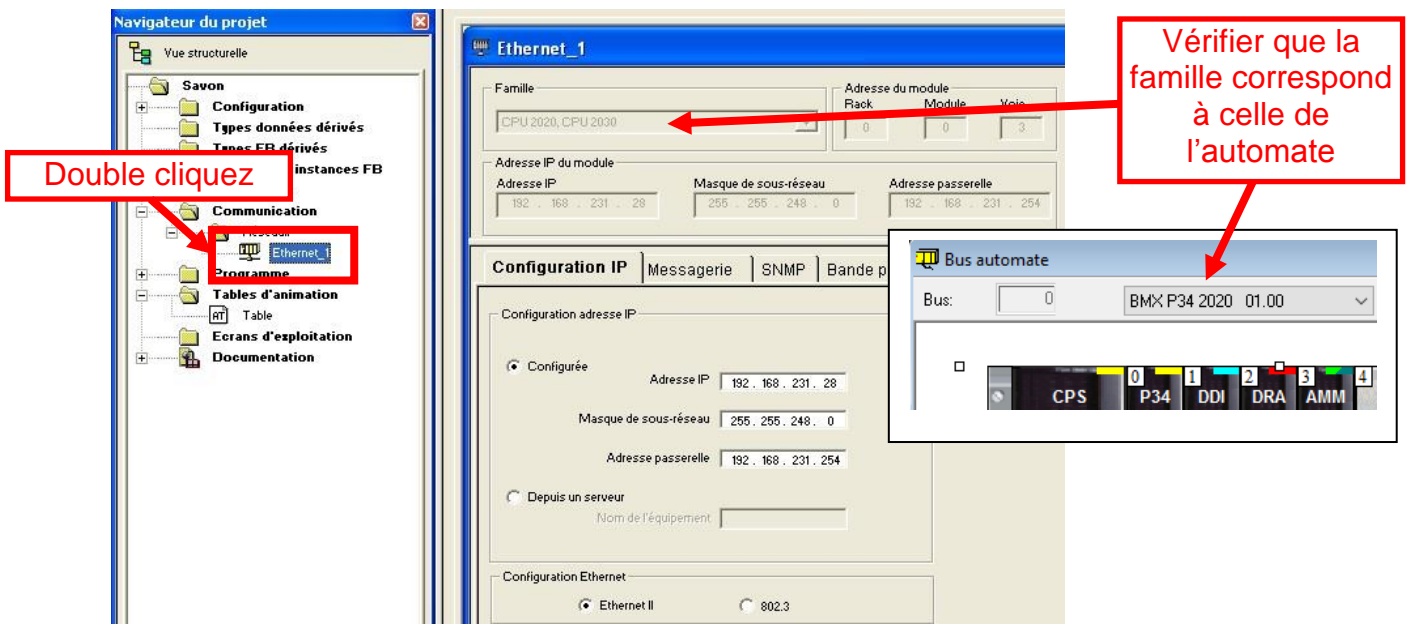 Navigateur du projet
Vue structurelle
Savon
Configuration
Types données dérivés
Types FB dérivés
instances FB
Double cliquez
Communication
Ethernet_1
Programme
Tables d'animation
Table
Ecrans d'exploitation
Documentation
Ethernet_1
Famille
CPU 2020, CPU 2030
Adresse du module
Rack Module Voie
0 0 3
Adresse IP du module
Adresse IP Masque de sous-réseau Adresse passerelle
192 . 168 . 231 . 28 255 . 255 . 248 . 0 192 . 168 . 231 . 254
Configuration IP Messagerie SNMP Bande p
Configuration adresse IP
Configurée
Adresse IP 192 . 168 . 231 . 28
Masque de sous-réseau 255 . 255 . 248 . 0
Adresse passerelle 192 . 168 . 231 . 254
Depuis un serveur
Nom de l'équipement
Configuration Ethernet
Ethernet II 802.3
Vérifier que la
famille correspond
à celle de
l’automate
Bus automate
Bus: 0 BMX P34 2020 01.00
0 1 2 3 4
CPS P34 DDI DRA AMM